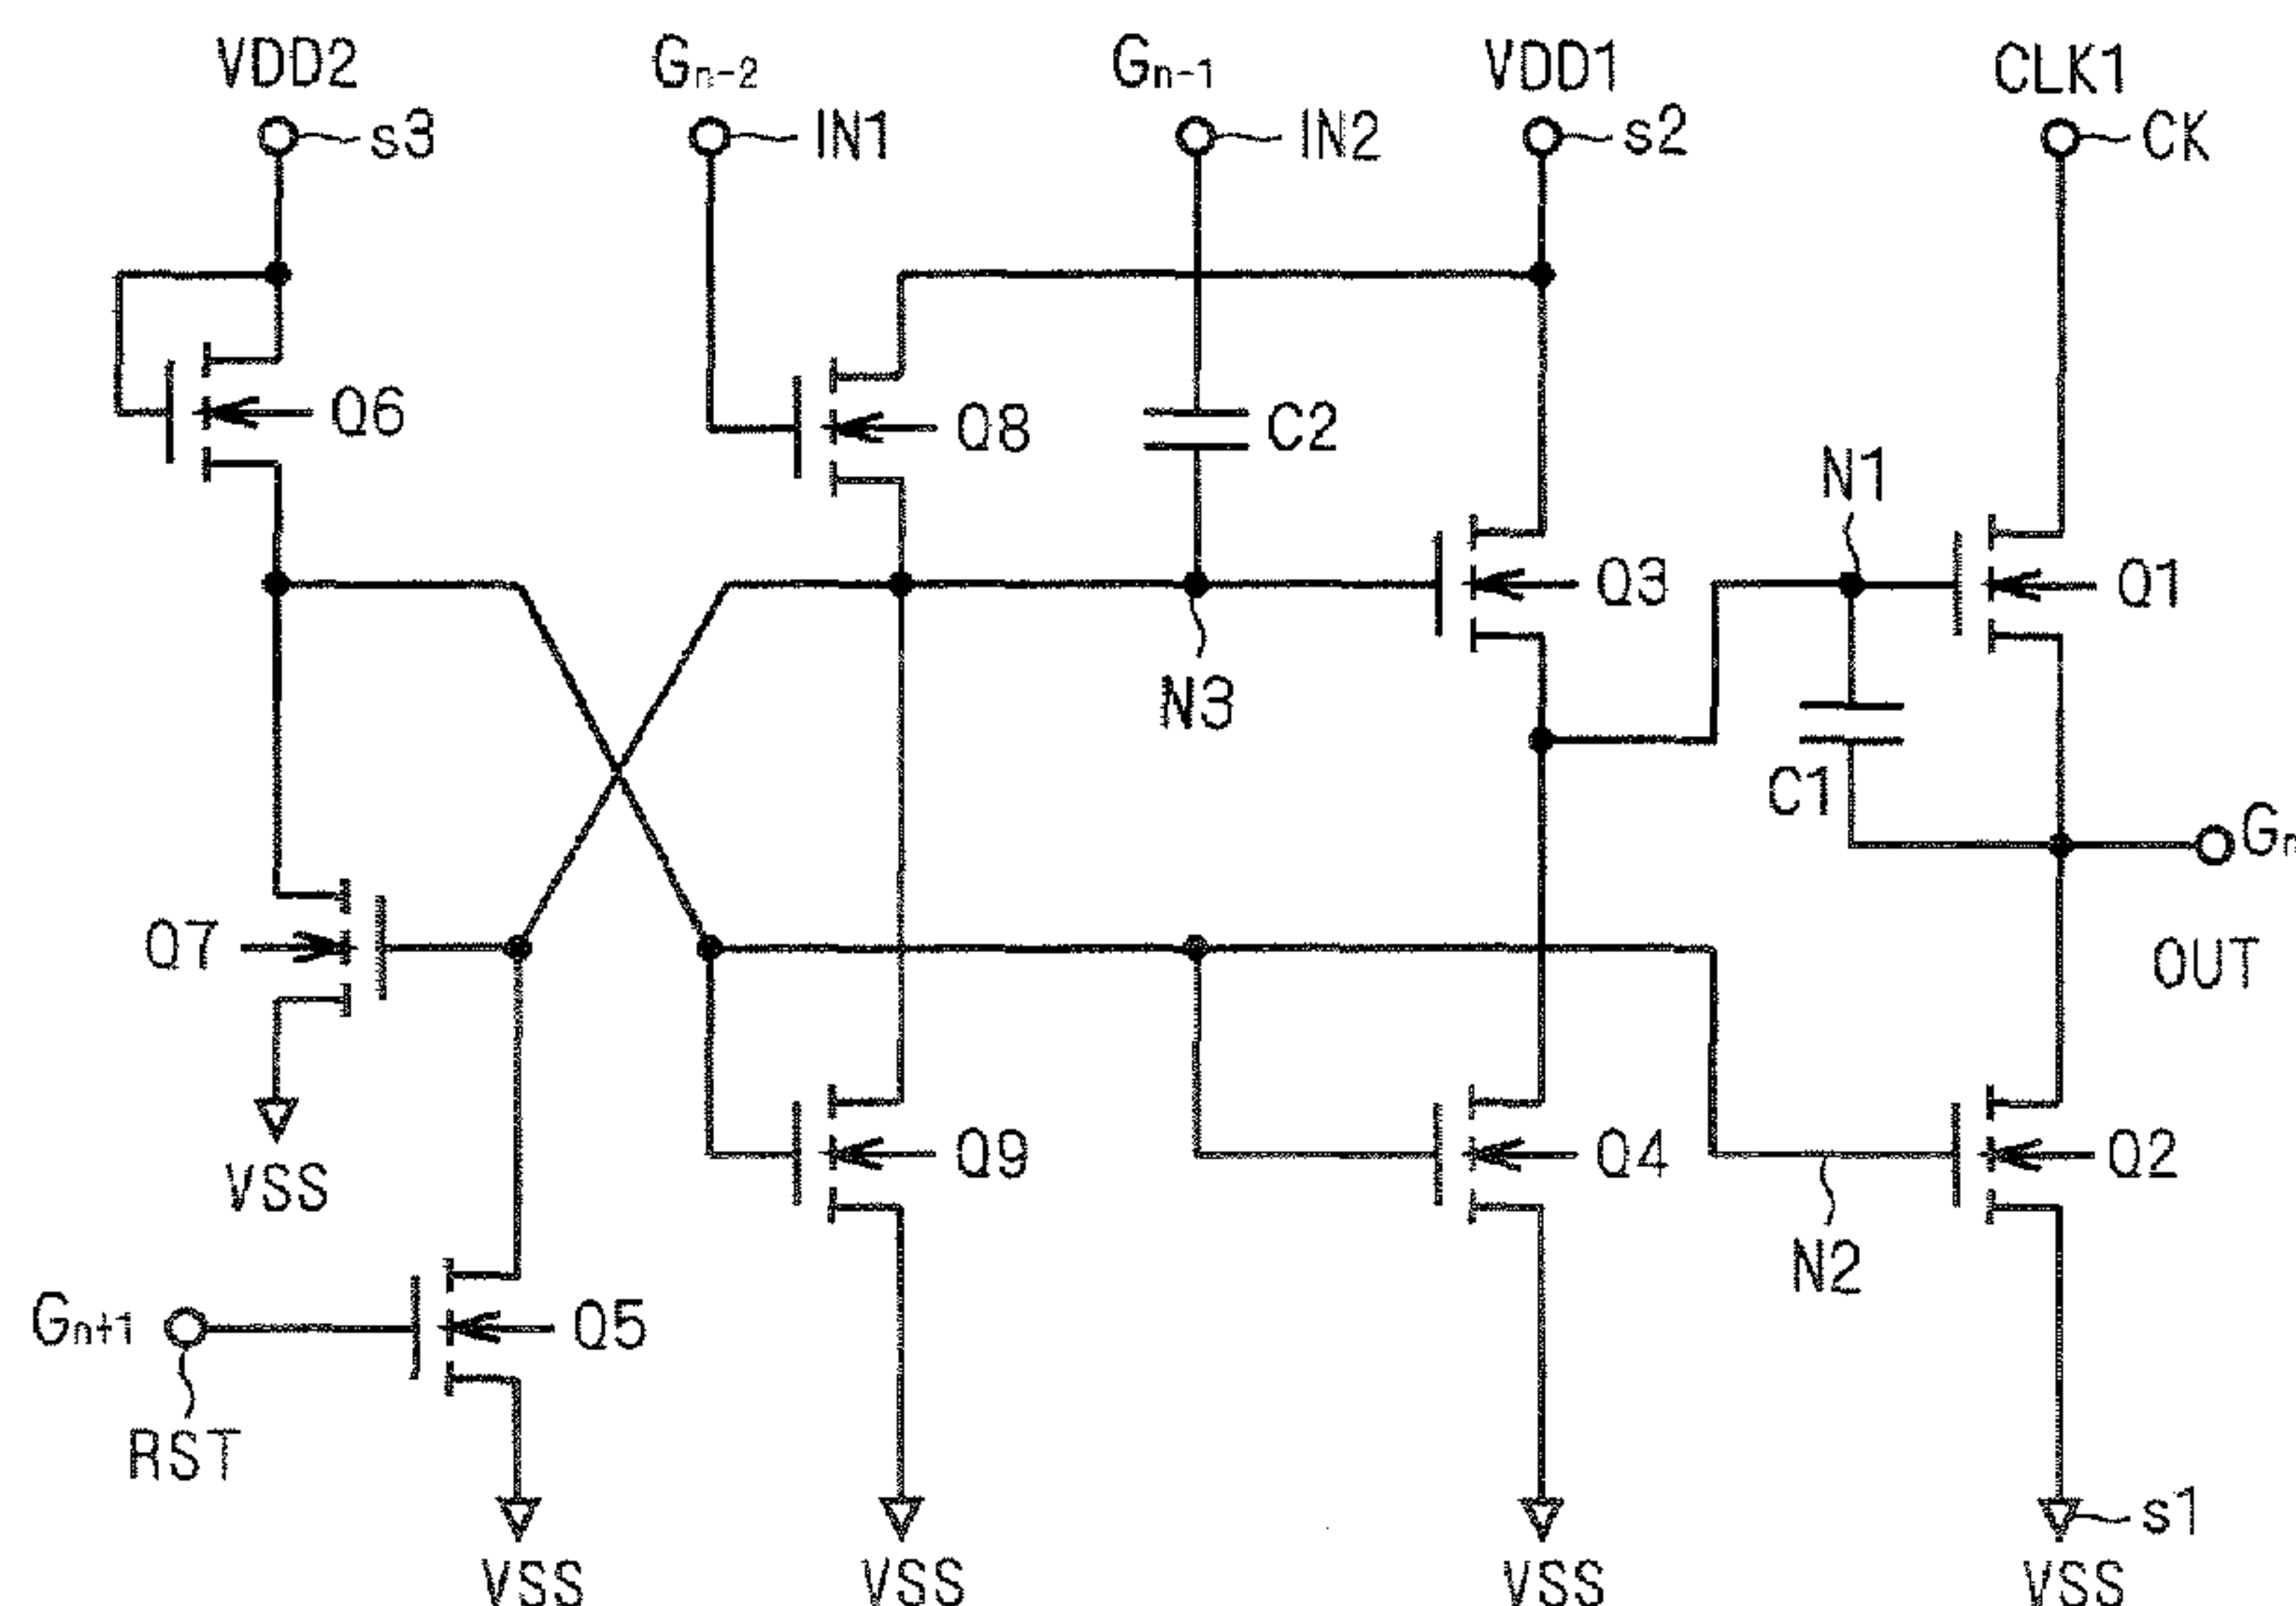 VDD2
Gn-2
Gn-1
VDD1
CLK1
s3
IN1
IN2
s2
CK
Q6
Q8
C2
N1
Q3
Q1
N3
C1
Gn
Q7
OUT
Q9
Q4
Q2
VSS
N2
Gn+1
Q5
RST
s1
VSS
VSS
VSS
VSS